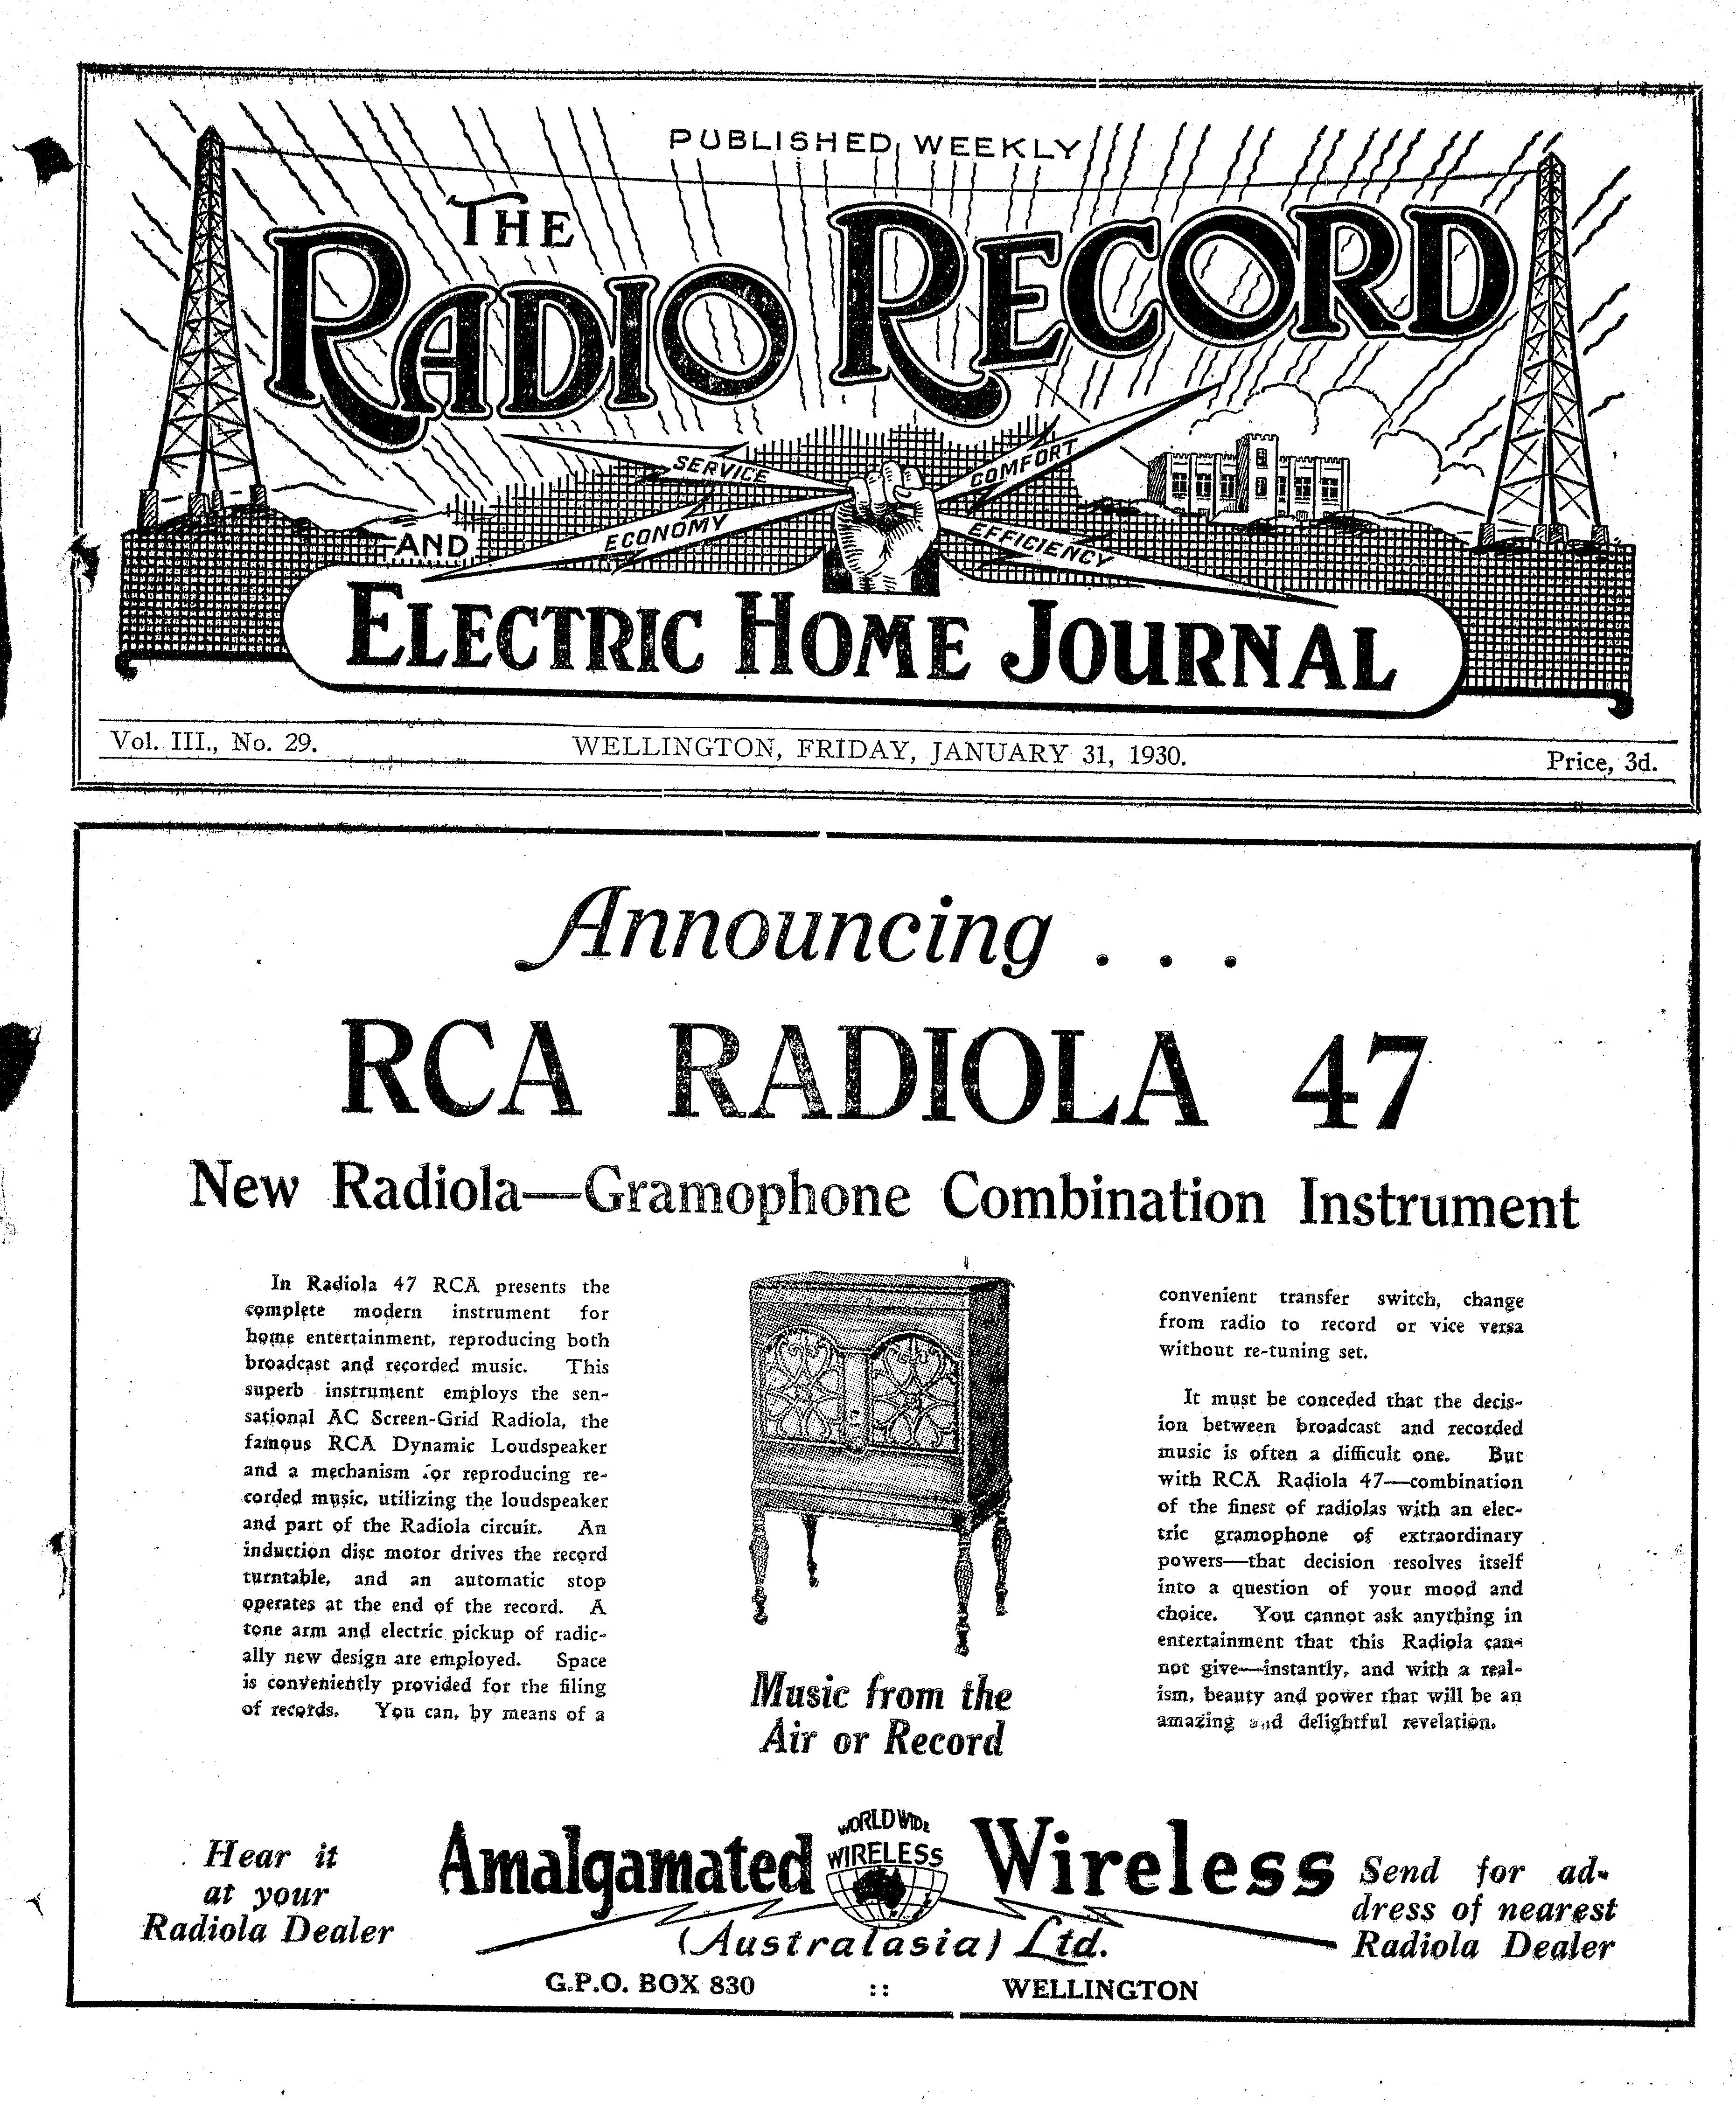 PUBLISHED WEEKLY
THE
RADIO RECORD
SERVICE
COMFORT
ECONOMY
EFFICIENCY
AND
ELECTRIC HOME JOURNAL
Vol. III., No. 29.
WELLINGTON, FRIDAY, JANUARY 31, 1930.
Price, 3d.
Announcing . . .
RCA RADIOLA 47
New Radiola—Gramophone Combination Instrument
In Radiola 47 RCA presents the
complete modern instrument for
home entertainment, reproducing both
broadcast and recorded music. This
superb instrument employs the sen-
sational AC Screen-Grid Radiola, the
famous RCA Dynamic Loudspeaker
and a mechanism for reproducing re-
corded music, utilizing the loudspeaker
and part of the Radiola circuit. An
induction disc motor drives the record
turntable, and an automatic stop
operates at the end of the record. A
tone arm and electric pickup of radic-
ally new design are employed. Space
is conveniently provided for the filing
of records. You can, by means of a
Music from the
Air or Record
convenient transfer switch, change
from radio to record or vice versa
without re-tuning set.
It must be conceded that the decis-
ion between broadcast and recorded
music is often a difficult one. But
with RCA Radiola 47—combination
of the finest of radiolas with an elec-
tric gramophone of extraordinary
powers—that decision resolves itself
into a question of your mood and
choice. You cannot ask anything in
entertainment that this Radiola can-
not give—instantly, and with a real-
ism, beauty and power that will be an
amazing and delightful revelation.
Hear it
at your
Radiola Dealer
Amalgamated Wireless
WORLD WIDE
WIRELESS
(Australasia) Ltd.
G.P.O. BOX 830 :: WELLINGTON
Send for ad-
dress of nearest
Radiola Dealer